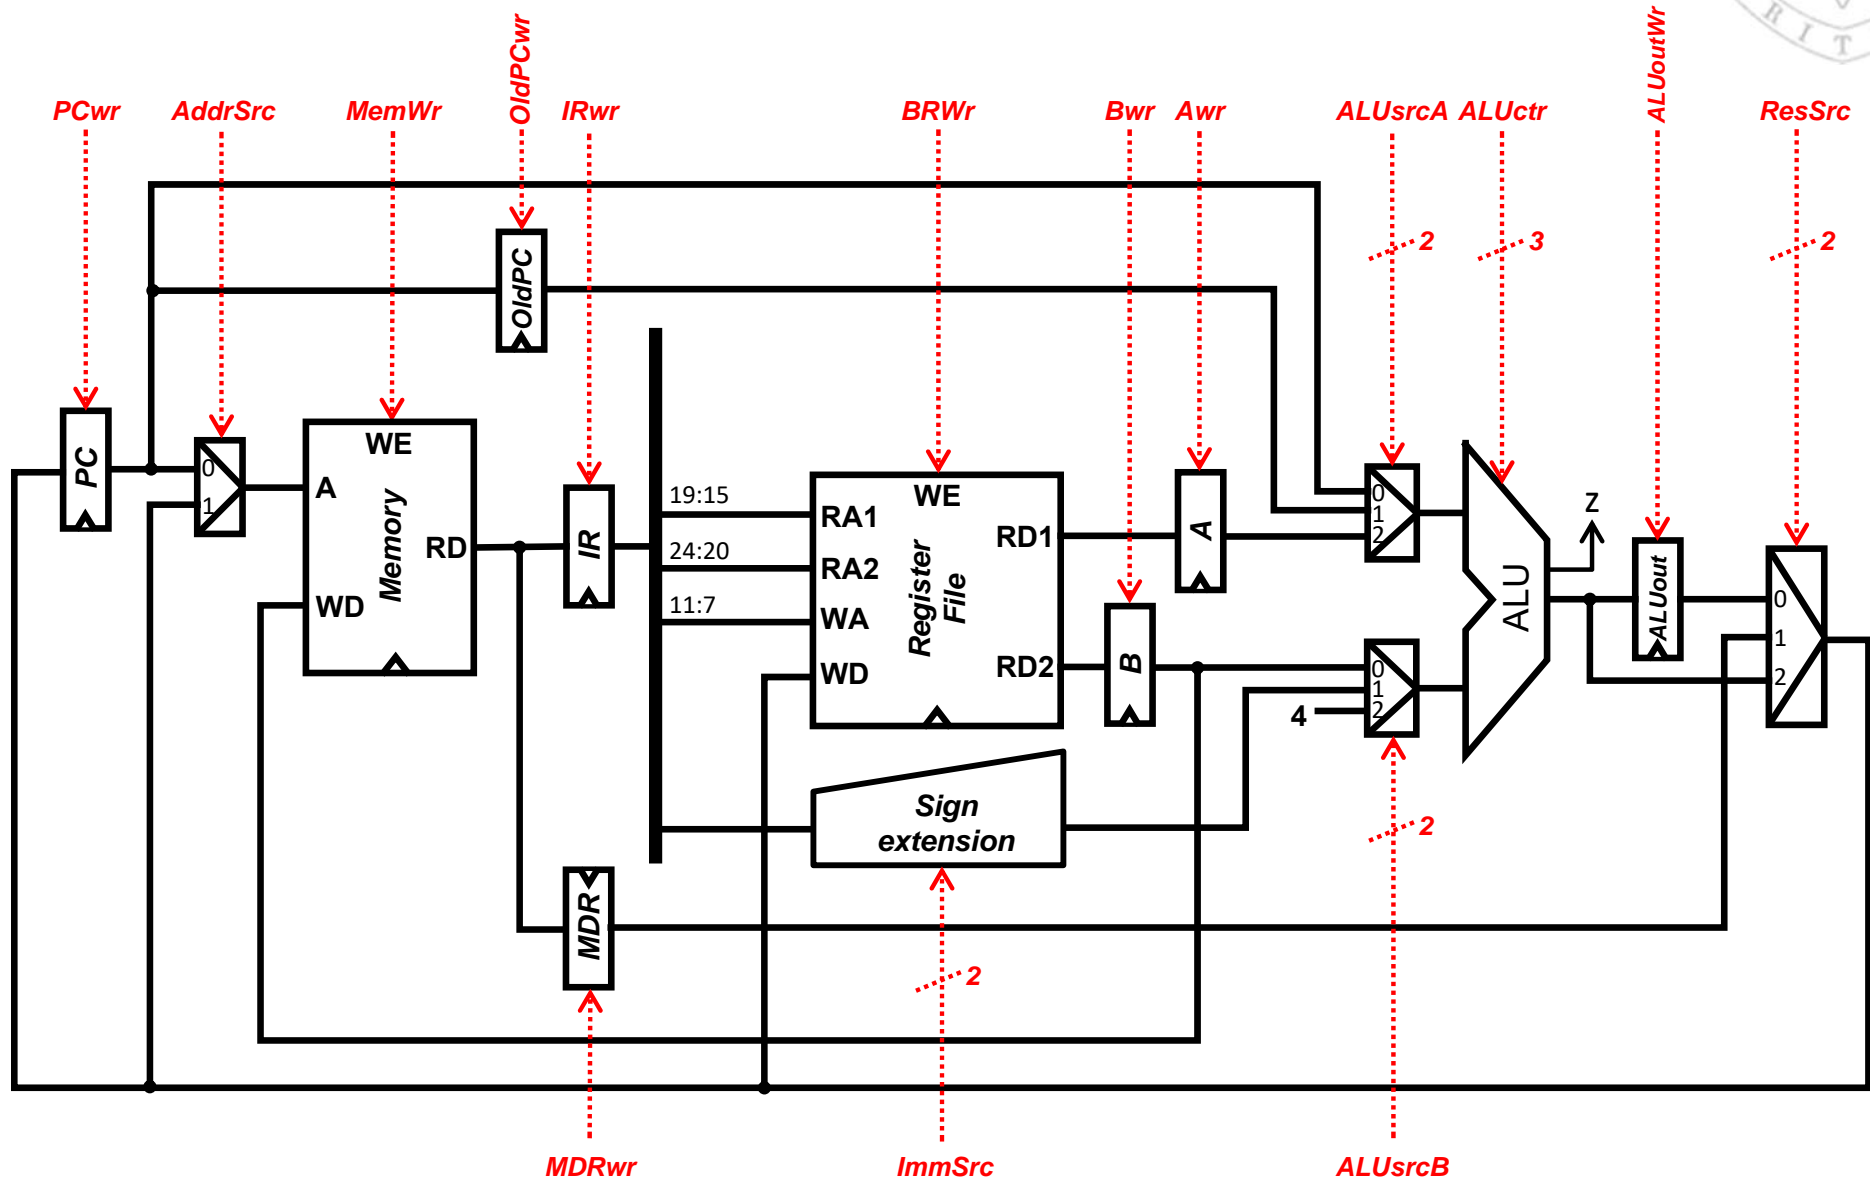 R I T
PCwr
AddrSrc
MemWr
OldPCwr
IRwr
BRWr
Bwr
Awr
ALUsrcA
ALUctr
ALUoutWr
ResSrc
2
3
2
OldPC
PC
0
1
WE
A
RD
WD
Memory
IR
19:15
24:20
11:7
WE
RA1
RA2
WA
WD
RD1
RD2
Register
File
A
B
0
1
2
0
1
2
4
ALU
Z
ALUout
0
1
2
Sign
extension
2
MDR
2
MDRwr
ImmSrc
ALUsrcB